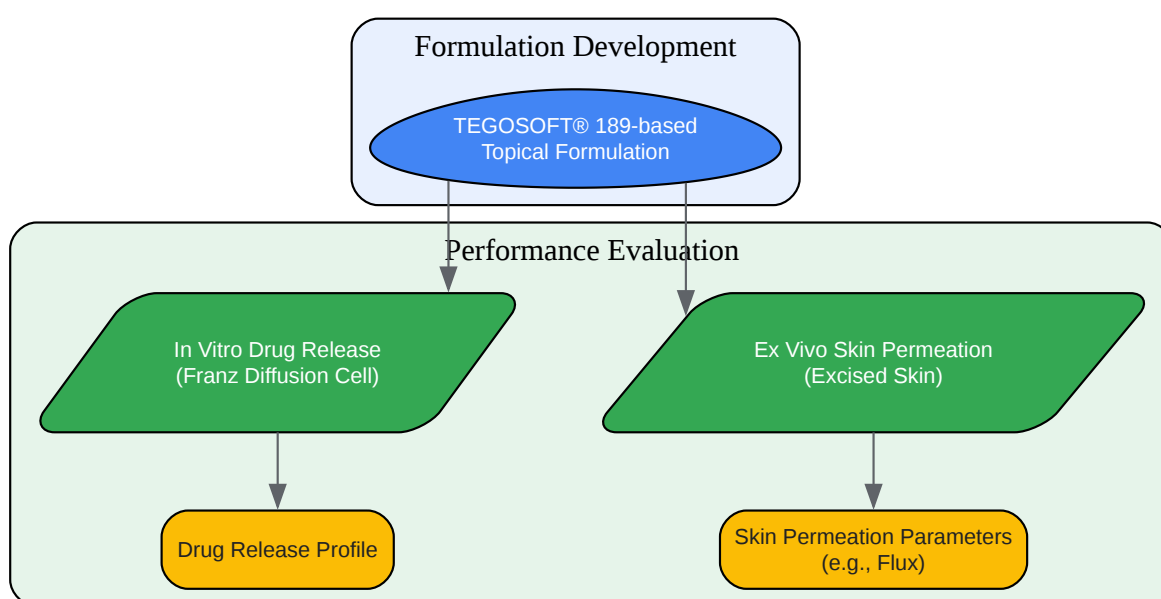 Formulation Development
TEGOSOFT® 189-based
Topical Formulation
Performance Evaluation
In Vitro Drug Release
(Franz Diffusion Cell)
Ex Vivo Skin Permeation
(Excised Skin)
Drug Release Profile
Skin Permeation Parameters
(e.g., Flux)